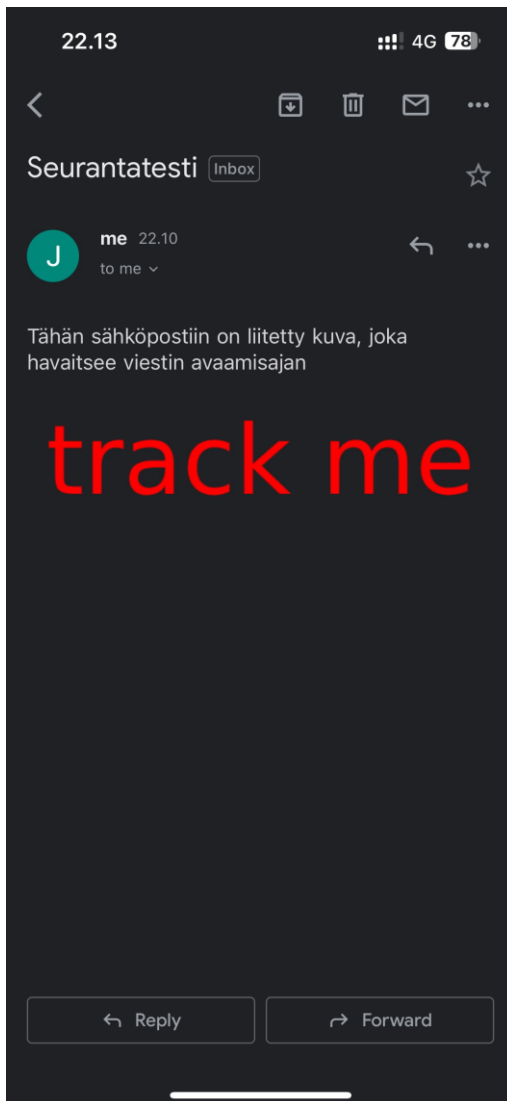 22.13 4G 78
Seurantatesti Inbox
J
me 22.10
to me
Tähän sähköpostiin on liitetty kuva, joka
havaitsee viestin avaamisajan
track me
Reply Forward